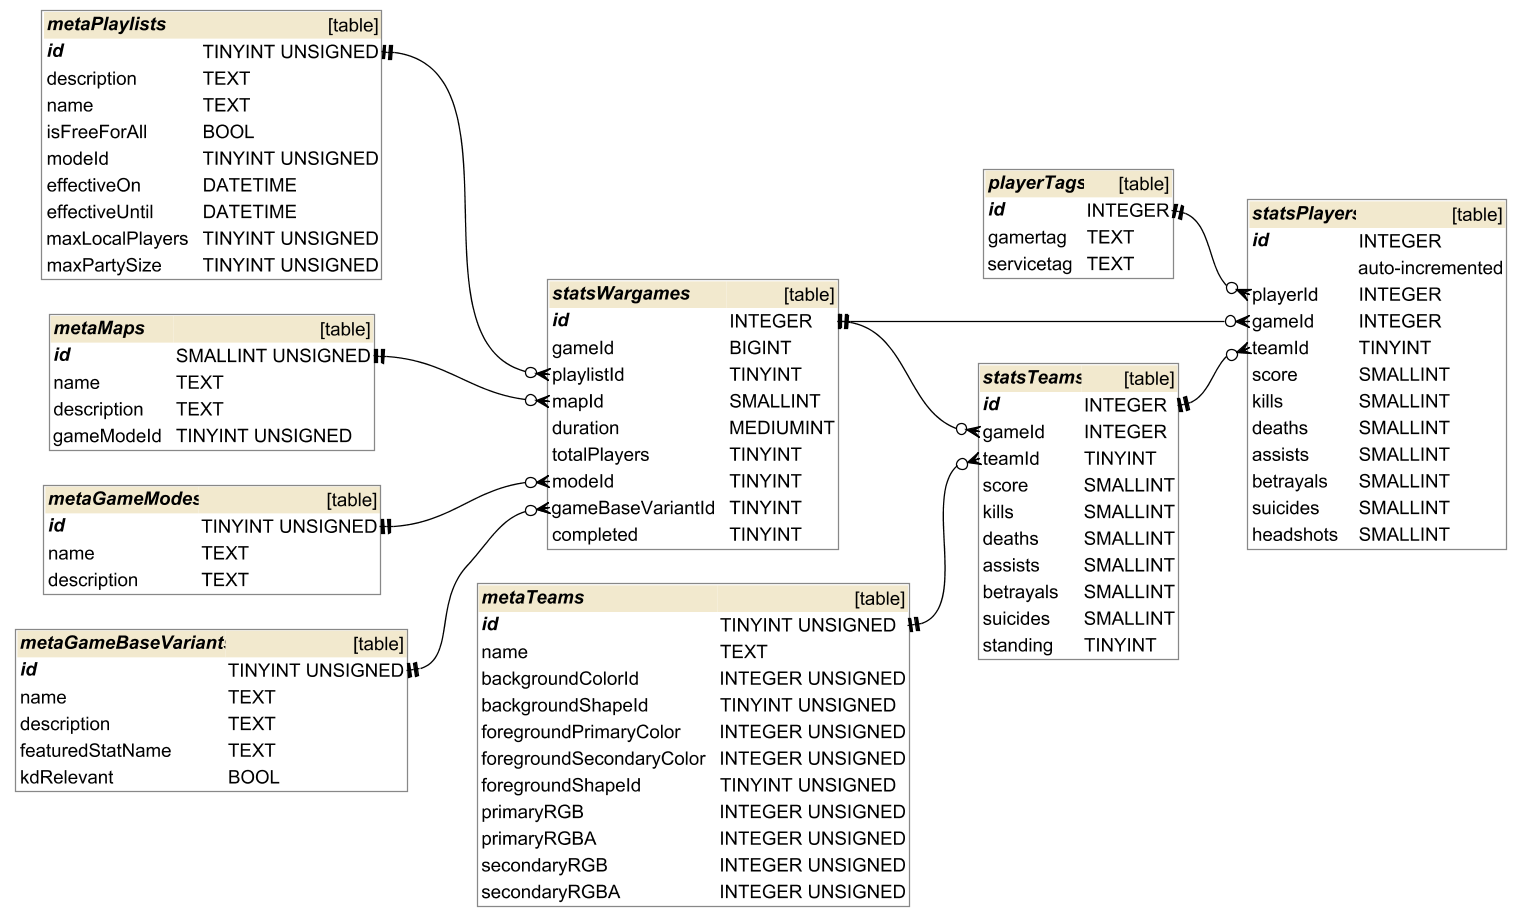 metaPlaylists [table]
id TINYINT UNSIGNED
description TEXT
name TEXT
isFreeForAll BOOL
modeId TINYINT UNSIGNED
effectiveOn DATETIME
effectiveUntil DATETIME
maxLocalPlayers TINYINT UNSIGNED
maxPartySize TINYINT UNSIGNED
metaMaps [table]
id SMALLINT UNSIGNED
name TEXT
description TEXT
gameModeId TINYINT UNSIGNED
metaGameModes [table]
id TINYINT UNSIGNED
name TEXT
description TEXT
metaGameBaseVariants [table]
id TINYINT UNSIGNED
name TEXT
description TEXT
featuredStatName TEXT
kdRelevant BOOL
statsWargames [table]
id INTEGER
gameId BIGINT
playlistId TINYINT
mapId SMALLINT
duration MEDIUMINT
totalPlayers TINYINT
modeId TINYINT
gameBaseVariantId TINYINT
completed TINYINT
metaTeams [table]
id TINYINT UNSIGNED
name TEXT
backgroundColorId INTEGER UNSIGNED
backgroundShapeId TINYINT UNSIGNED
foregroundPrimaryColor INTEGER UNSIGNED
foregroundSecondaryColor INTEGER UNSIGNED
foregroundShapeId TINYINT UNSIGNED
primaryRGB INTEGER UNSIGNED
primaryRGBA INTEGER UNSIGNED
secondaryRGB INTEGER UNSIGNED
secondaryRGBA INTEGER UNSIGNED
playerTags [table]
id INTEGER
gamertag TEXT
servicetag TEXT
statsTeams [table]
id INTEGER
gameId INTEGER
teamId TINYINT
score SMALLINT
kills SMALLINT
deaths SMALLINT
assists SMALLINT
betrayals SMALLINT
suicides SMALLINT
standing TINYINT
statsPlayers [table]
id INTEGER
auto-incremented
playerId INTEGER
gameId INTEGER
teamId TINYINT
score SMALLINT
kills SMALLINT
deaths SMALLINT
assists SMALLINT
betrayals SMALLINT
suicides SMALLINT
headshots SMALLINT